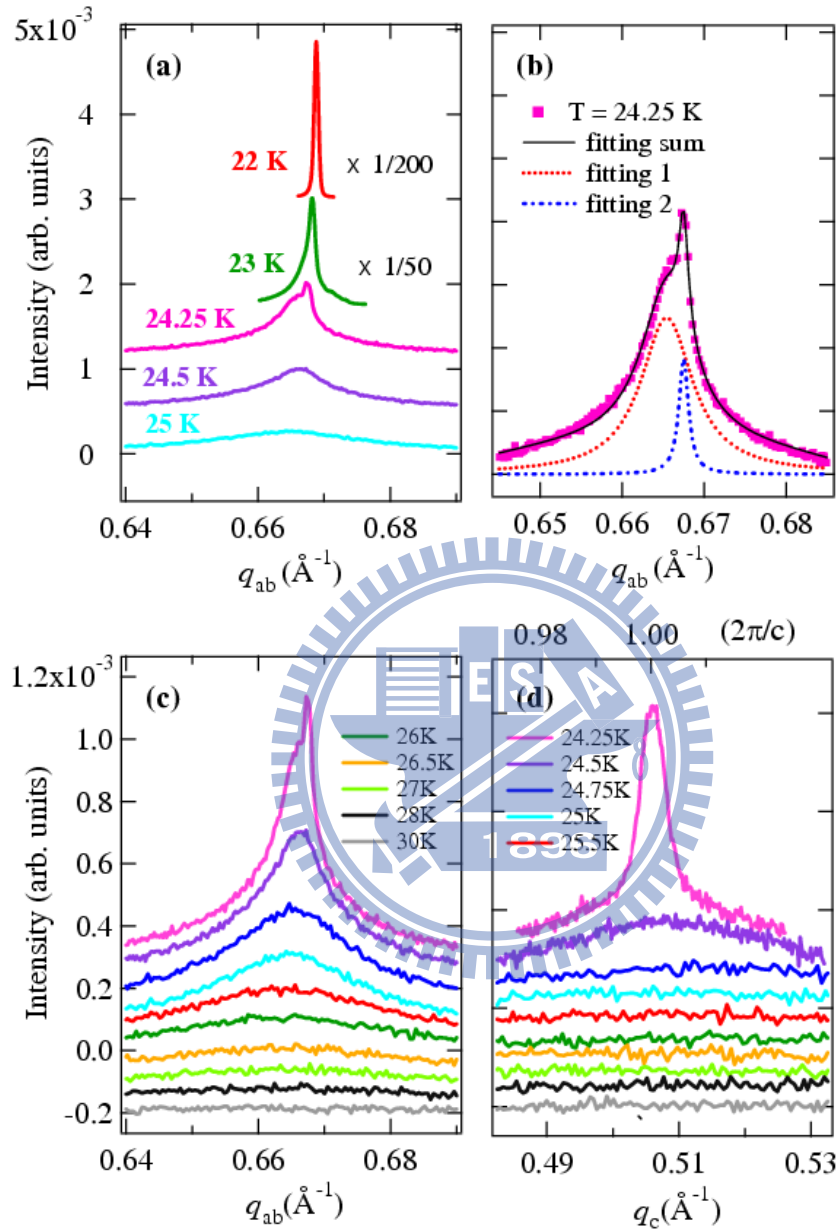 5x10⁻³
4
3
2
1
0
Intensity (arb. units)
(a)
22 K
x 1/200
23 K
x 1/50
24.25 K
24.5 K
25 K
0.64
0.66
0.68
q_ab (Å⁻¹)
(b)
T = 24.25 K
fitting sum
fitting 1
fitting 2
0.65
0.66
0.67
0.68
q_ab (Å⁻¹)
1.2x10⁻³
1.0
0.8
0.6
0.4
0.2
0.0
-0.2
Intensity (arb. units)
(c)
26K
26.5K
27K
28K
30K
0.64
0.66
0.68
q_ab(Å⁻¹)
0.98 1.00 (2π/c)
(d)
24.25K
24.5K
24.75K
25K
25.5K
0.49
0.51
0.53
q_c(Å⁻¹)
E S A
1896